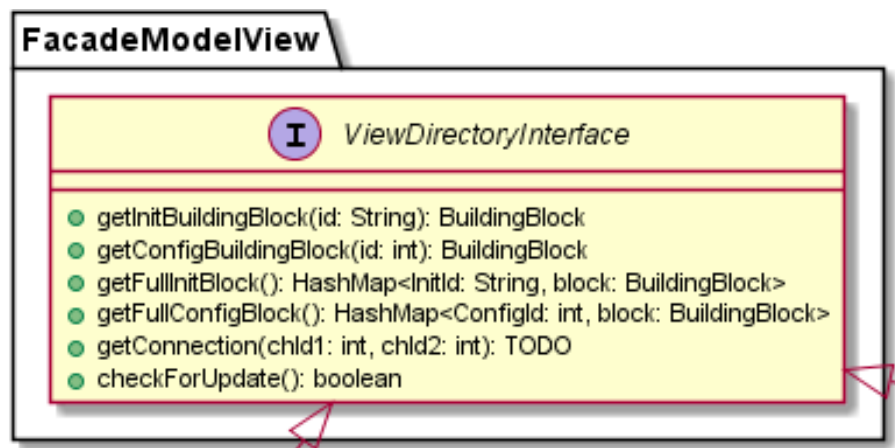 FacadeModelView
I ViewDirectoryInterface
getInitBuildingBlock(id: String): BuildingBlock
getConfigBuildingBlock(id: int): BuildingBlock
getFullInitBlock(): HashMap<InitId: String, block: BuildingBlock>
getFullConfigBlock(): HashMap<ConfigId: int, block: BuildingBlock>
getConnection(chId1: int, chId2: int): TODO
checkForUpdate(): boolean